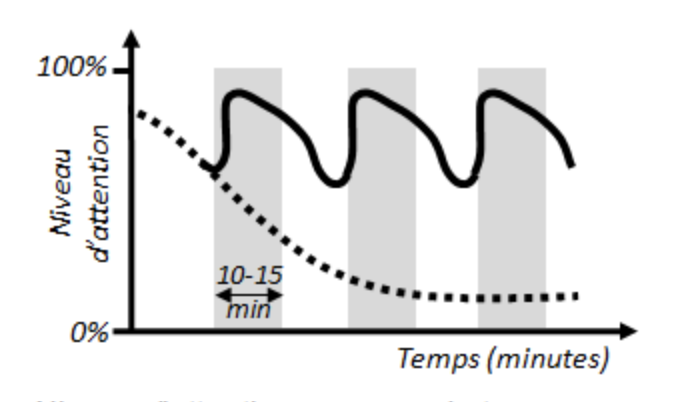 100%
Niveau
d'attention
10-15
min
0%
Temps (minutes)